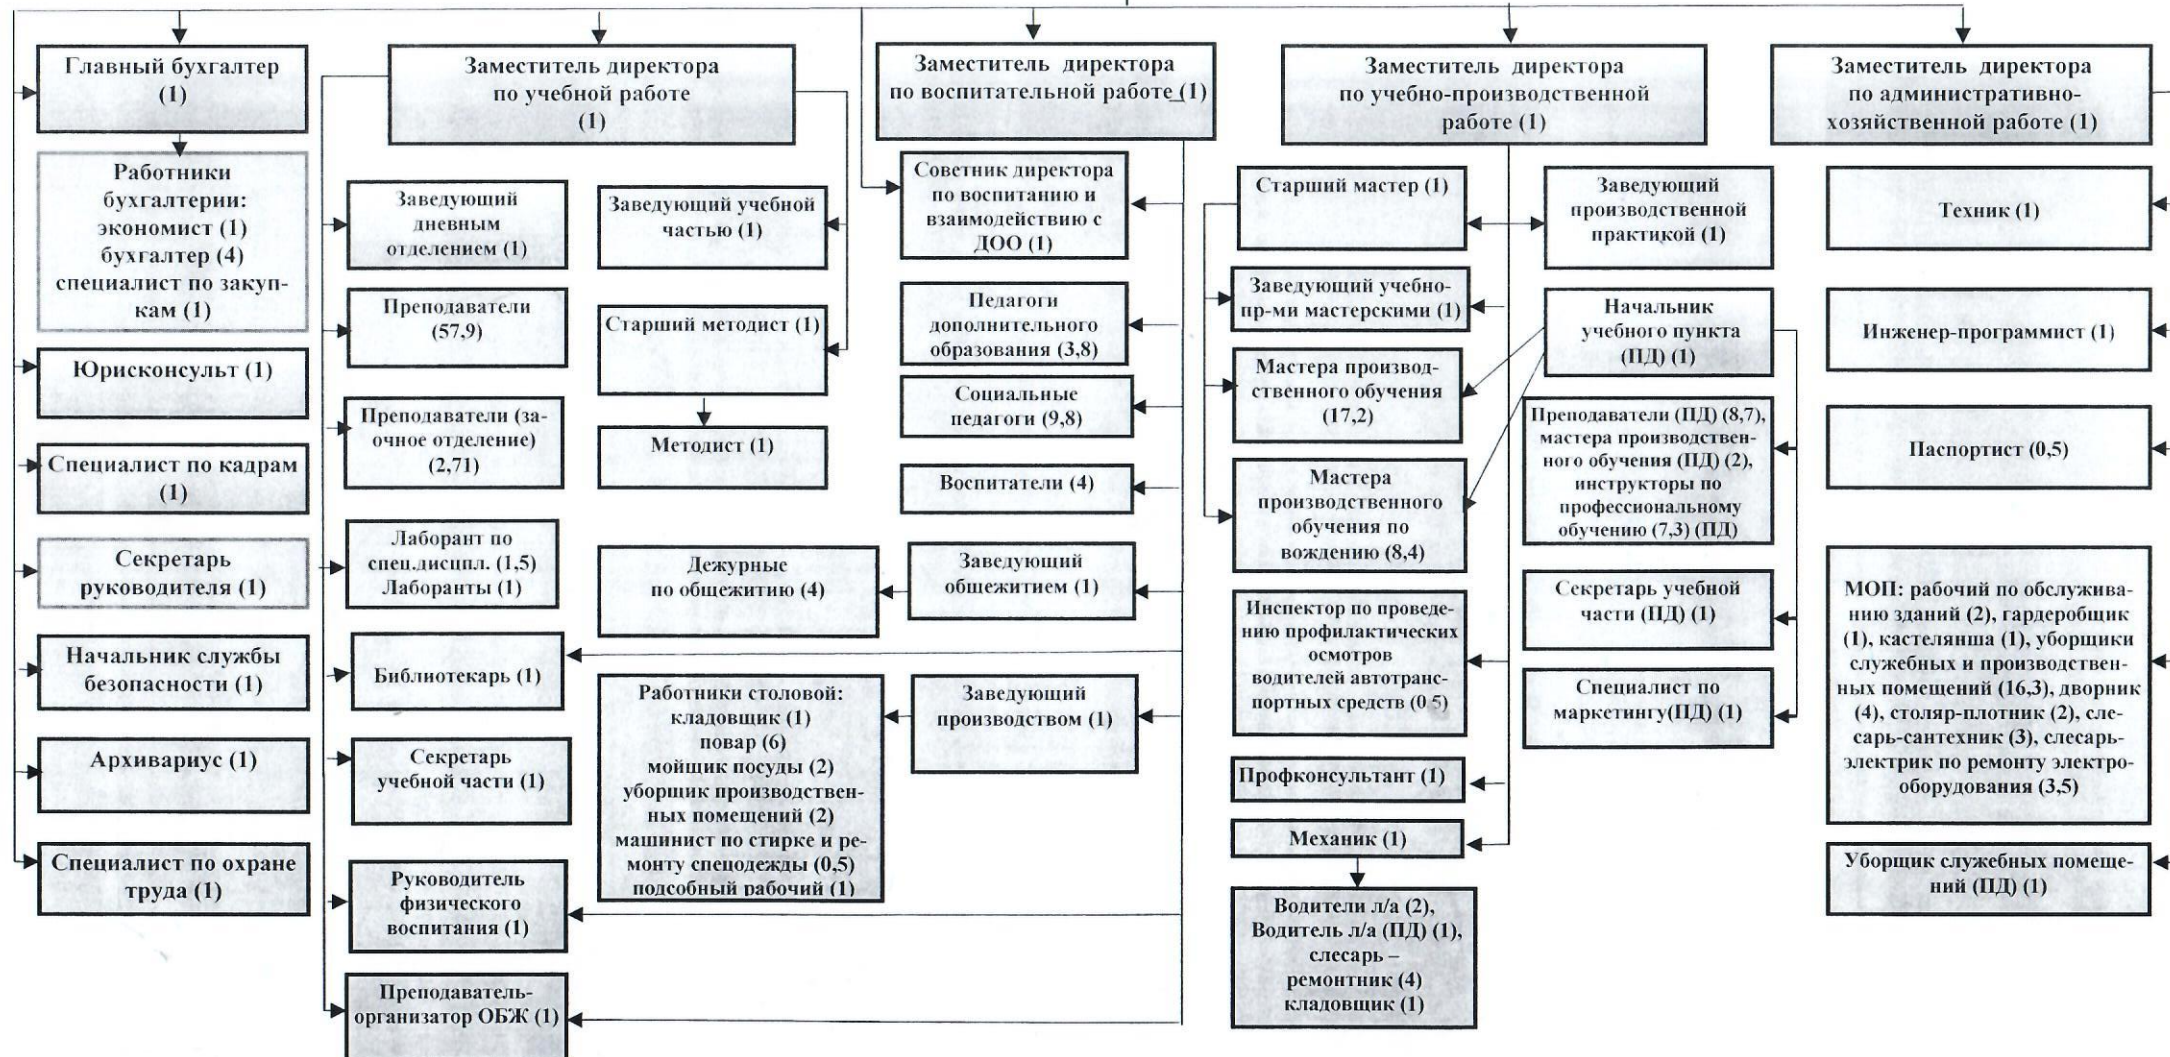 Главный бухгалтер
(1)
Работники
бухгалтерии:
экономист (1)
бухгалтер (4)
специалист по закуп-
кам (1)
Юрисконсульт (1)
Специалист по кадрам
(1)
Секретарь
руководителя (1)
Начальник службы
безопасности (1)
Архивариус (1)
Специалист по охране
труда (1)
Заместитель директора
по учебной работе
(1)
Заведующий
дневным
отделением (1)
Преподаватели
(57,9)
Преподаватели (за-
очное отделение)
(2,71)
Лаборант по
спец.дисцпл. (1,5)
Лаборанты (1)
Библиотекарь (1)
Секретарь
учебной части (1)
Руководитель
физического
воспитания (1)
Преподаватель-
организатор ОБЖ (1)
Заведующий учебной
частью (1)
Старший методист (1)
Методист (1)
Заместитель директора
по воспитательной работе (1)
Советник директора
по воспитанию и
взаимодействию с
ДОО (1)
Педагоги
дополнительного
образования (3,8)
Социальные
педагоги (9,8)
Воспитатели (4)
Заведующий
общежитием (1)
Дежурные
по общежитию (4)
Заведующий
производством (1)
Работники столовой:
кладовщик (1)
повар (6)
мойщик посуды (2)
уборщик производствен-
ных помещений (2)
машинист по стирке и ре-
монту спецодежды (0,5)
подсобный рабочий (1)
Заместитель директора
по учебно-производственной
работе (1)
Старший мастер (1)
Заведующий учебно-
пр-ми мастерскими (1)
Мастера производ-
ственного обучения
(17,2)
Мастера
производственного
обучения по
вождению (8,4)
Инспектор по проведе-
нию профилактических
осмотров
водителей автотранс-
портных средств (0,5)
Профконсультант (1)
Механик (1)
Водители л/а (2),
Водитель л/а (ПД) (1),
слесарь –
ремонтник (4)
кладовщик (1)
Заведующий
производственной
практикой (1)
Начальник
учебного пункта
(ПД) (1)
Преподаватели (ПД) (8,7),
мастера производствен-
ного обучения (ПД) (2),
инструкторы по
профессиональному
обучению (7,3) (ПД)
Секретарь учебной
части (ПД) (1)
Специалист по
маркетингу(ПД) (1)
Заместитель директора
по административно-
хозяйственной работе (1)
Техник (1)
Инженер-программист (1)
Паспортист (0,5)
МОП: рабочий по обслужива-
нию зданий (2), гардеробщик
(1), кастелянша (1), уборщики
служебных и производствен-
ных помещений (16,3), дворник
(4), столяр-плотник (2), сле-
сарь-сантехник (3), слесарь-
электрик по ремонту электро-
оборудования (3,5)
Уборщик служебных помеще-
ний (ПД) (1)